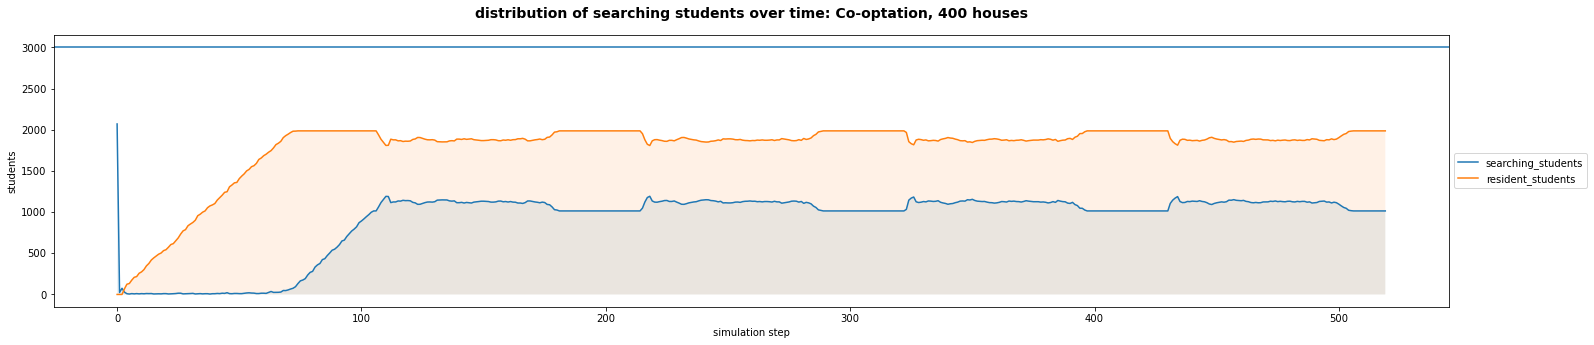 distribution of searching students over time: Co-optation, 400 houses
3000
2500
2000
1500
1000
500
0
students
0 100 200 300 400 500
simulation step
searching_students
resident_students